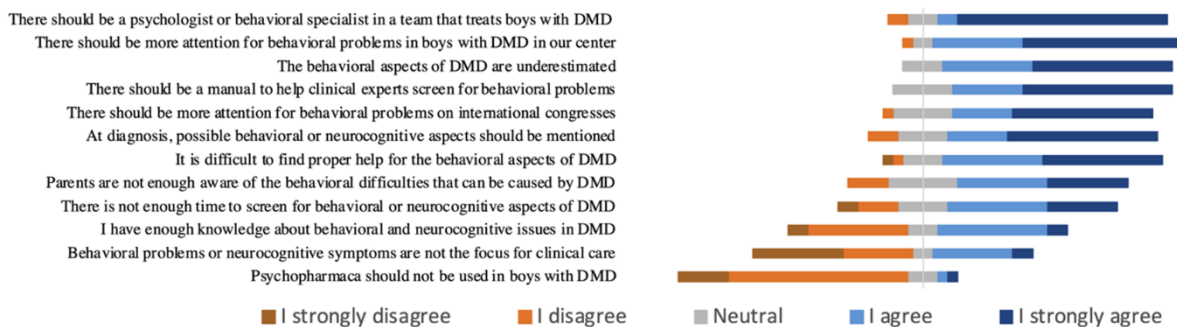 There should be a psychologist or behavioral specialist in a team that treats boys with DMD
There should be more attention for behavioral problems in boys with DMD in our center
The behavioral aspects of DMD are underestimated
There should be a manual to help clinical experts screen for behavioral problems
There should be more attention for behavioral problems on international congresses
At diagnosis, possible behavioral or neurocognitive aspects should be mentioned
It is difficult to find proper help for the behavioral aspects of DMD
Parents are not enough aware of the behavioral difficulties that can be caused by DMD
There is not enough time to screen for behavioral or neurocognitive aspects of DMD
I have enough knowledge about behavioral and neurocognitive issues in DMD
Behavioral problems or neurocognitive symptoms are not the focus for clinical care
Psychopharmaca should not be used in boys with DMD
I strongly disagree I disagree Neutral I agree I strongly agree